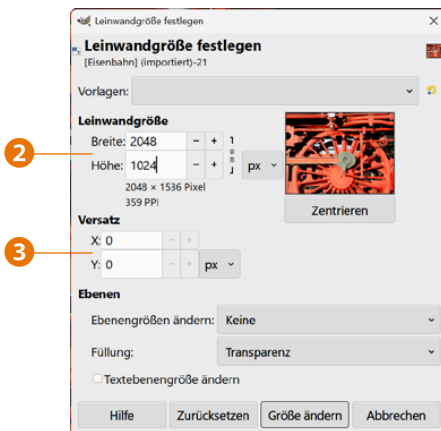 Leinwandgröße festlegen
Leinwandgröße festlegen
[Eisenbahn] (importiert)-21
Vorlagen:
Leinwandgröße
2
Breite: 2048 - +
Höhe: 1024 - + px
2048 × 1536 Pixel
359 PPI
Zentrieren
Versatz
3
X: 0 - +
Y: 0 - + px
Ebenen
Ebenengrößen ändern: Keine
Füllung: Transparenz
Textebenengröße ändern
Hilfe Zurücksetzen Größe ändern Abbrechen